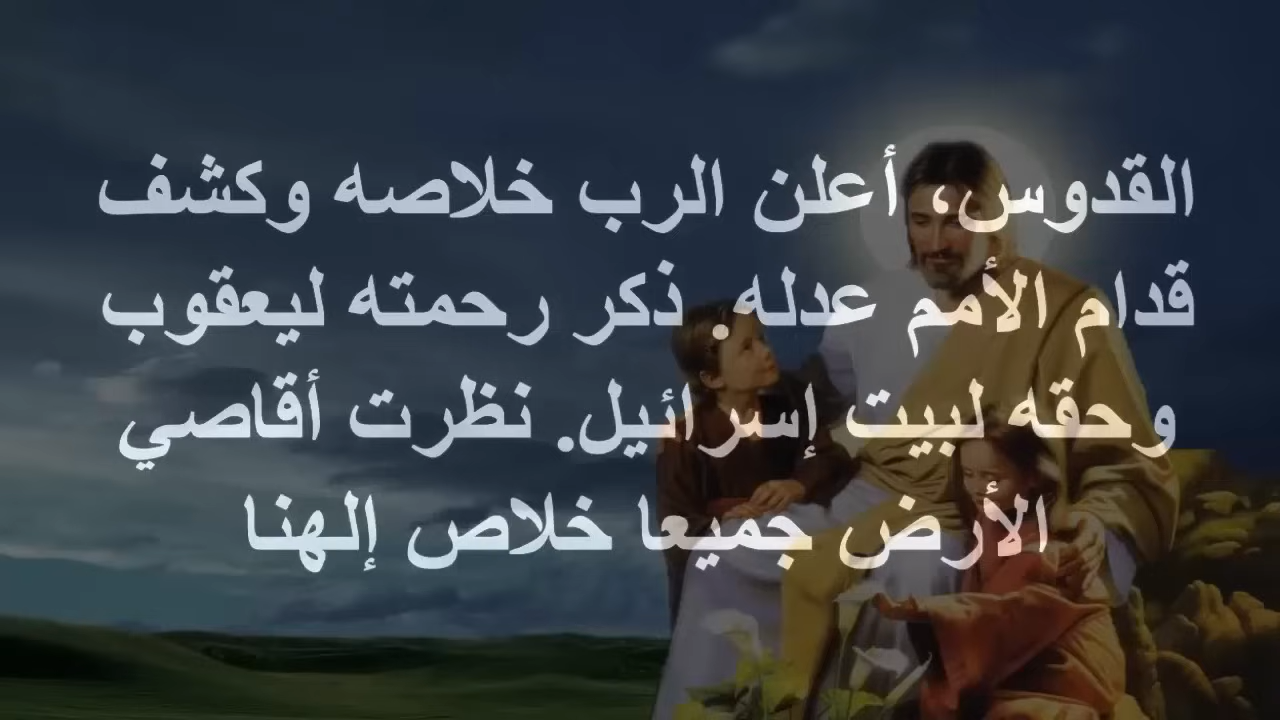 القدوس، أعلن الرب خلاصه وكشف
قدام الأمم عدله. ذكر رحمته ليعقوب
وحقه لبيت إسرائيل. نظرت أقاصي
الأرض جميعا خلاص إلهنا